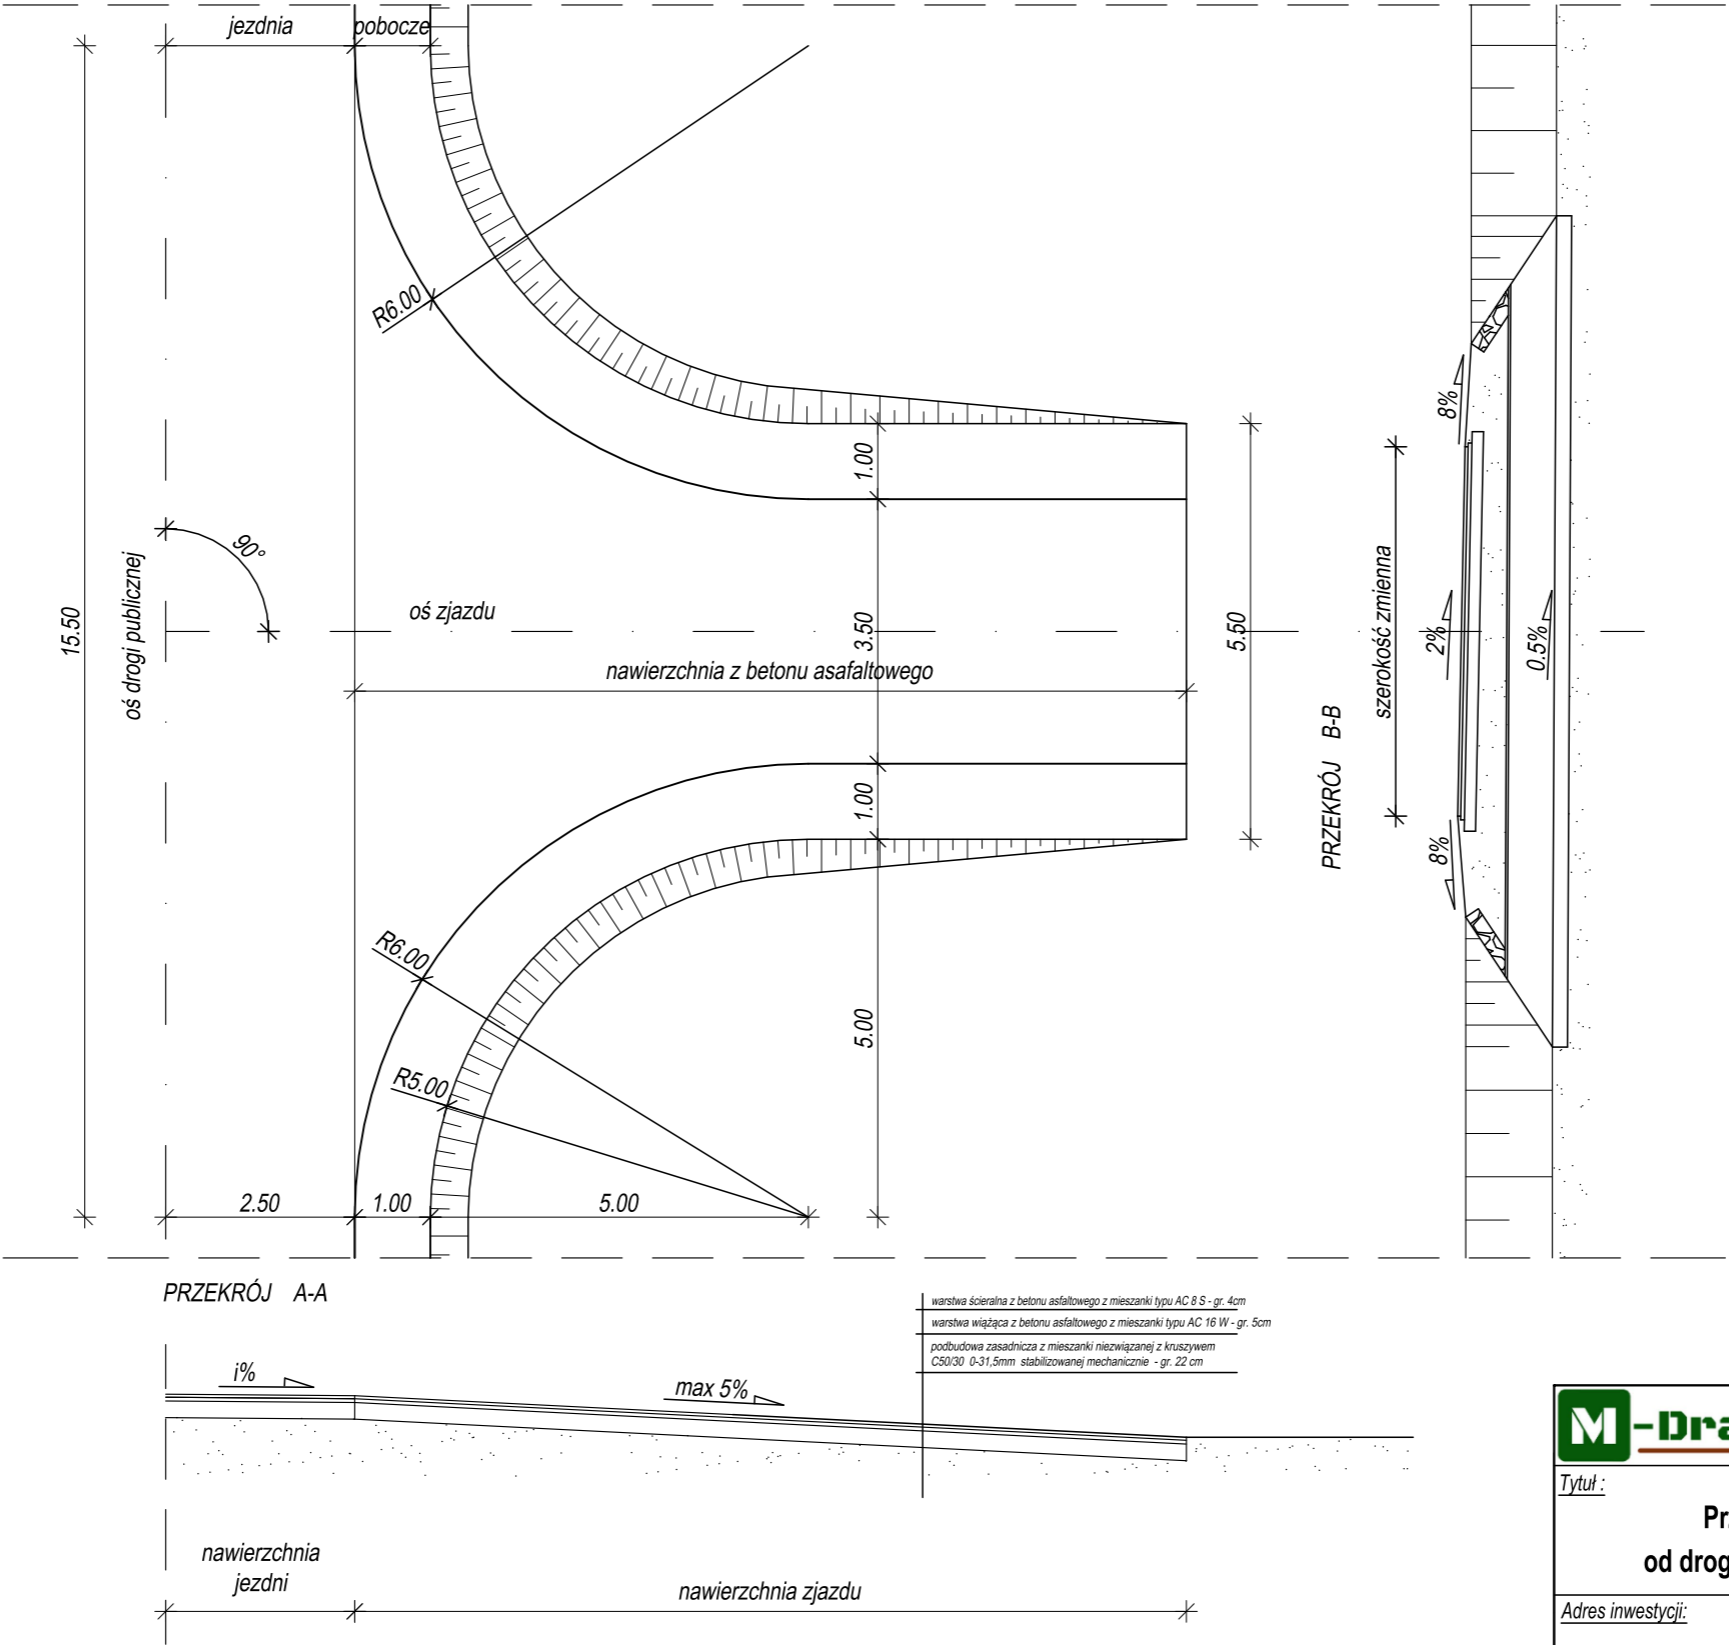 jezdnia
pobocze
R6.00
8%
1.00
90°
oś drogi publicznej
oś zjazdu
15.50
3.50
5.50
szerokość zmienna
2%
0.5%
nawierzchnia z betonu asafaltowego
PRZEKRÓJ B-B
1.00
8%
R6.00
5.00
R5.00
2.50
1.00
5.00
PRZEKRÓJ A-A
warstwa ścieralna z betonu asfaltowego z mieszanki typu AC 8 S - gr. 4cm
warstwa wiążąca z betonu asfaltowego z mieszanki typu AC 16 W - gr. 5cm
podbudowa zasadnicza z mieszanki niezwiązanej z kruszywem
C50/30 0-31,5mm stabilizowanej mechanicznie - gr. 22 cm
i%
max 5%
M-Dra
Tytuł :
Prz
od drog
nawierzchnia
jezdni
nawierzchnia zjazdu
Adres inwestycji: